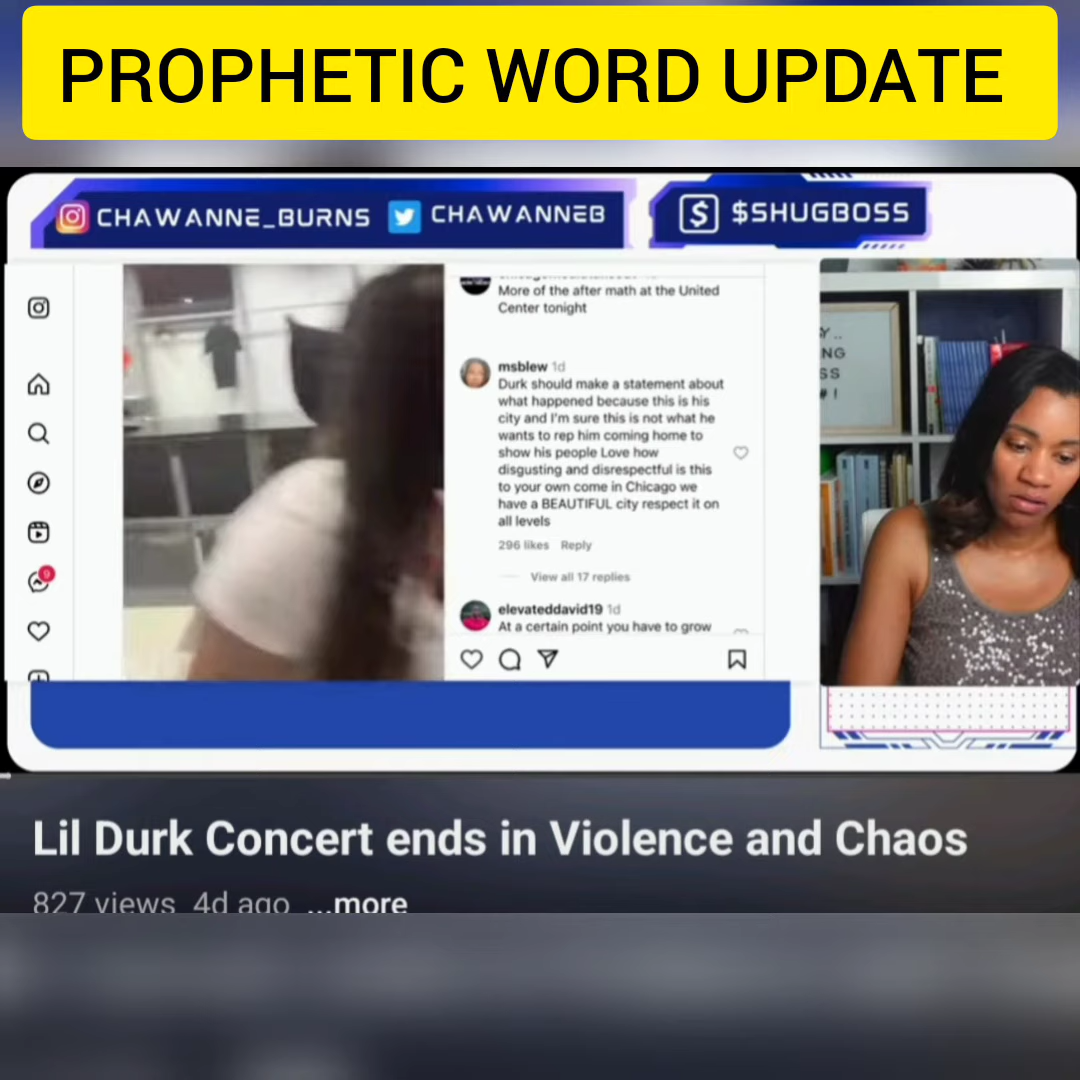 PROPHETIC WORD UPDATE
CHAWANNE_BURNS
CHAWANNEB
$ $SHUGBOSS
More of the after math at the United
Center tonight
msblew 1d
Durk should make a statement about
what happened because this is his
city and I'm sure this is not what he
wants to rep him coming home to
show his people Love how
disgusting and disrespectful is this
to your own come in Chicago we
have a BEAUTIFUL city respect it on
all levels
296 likes Reply
View all 17 replies
elevateddavid19 1d
At a certain point you have to grow
9
NG
SS
Lil Durk Concert ends in Violence and Chaos
827 views 4d ago ...more